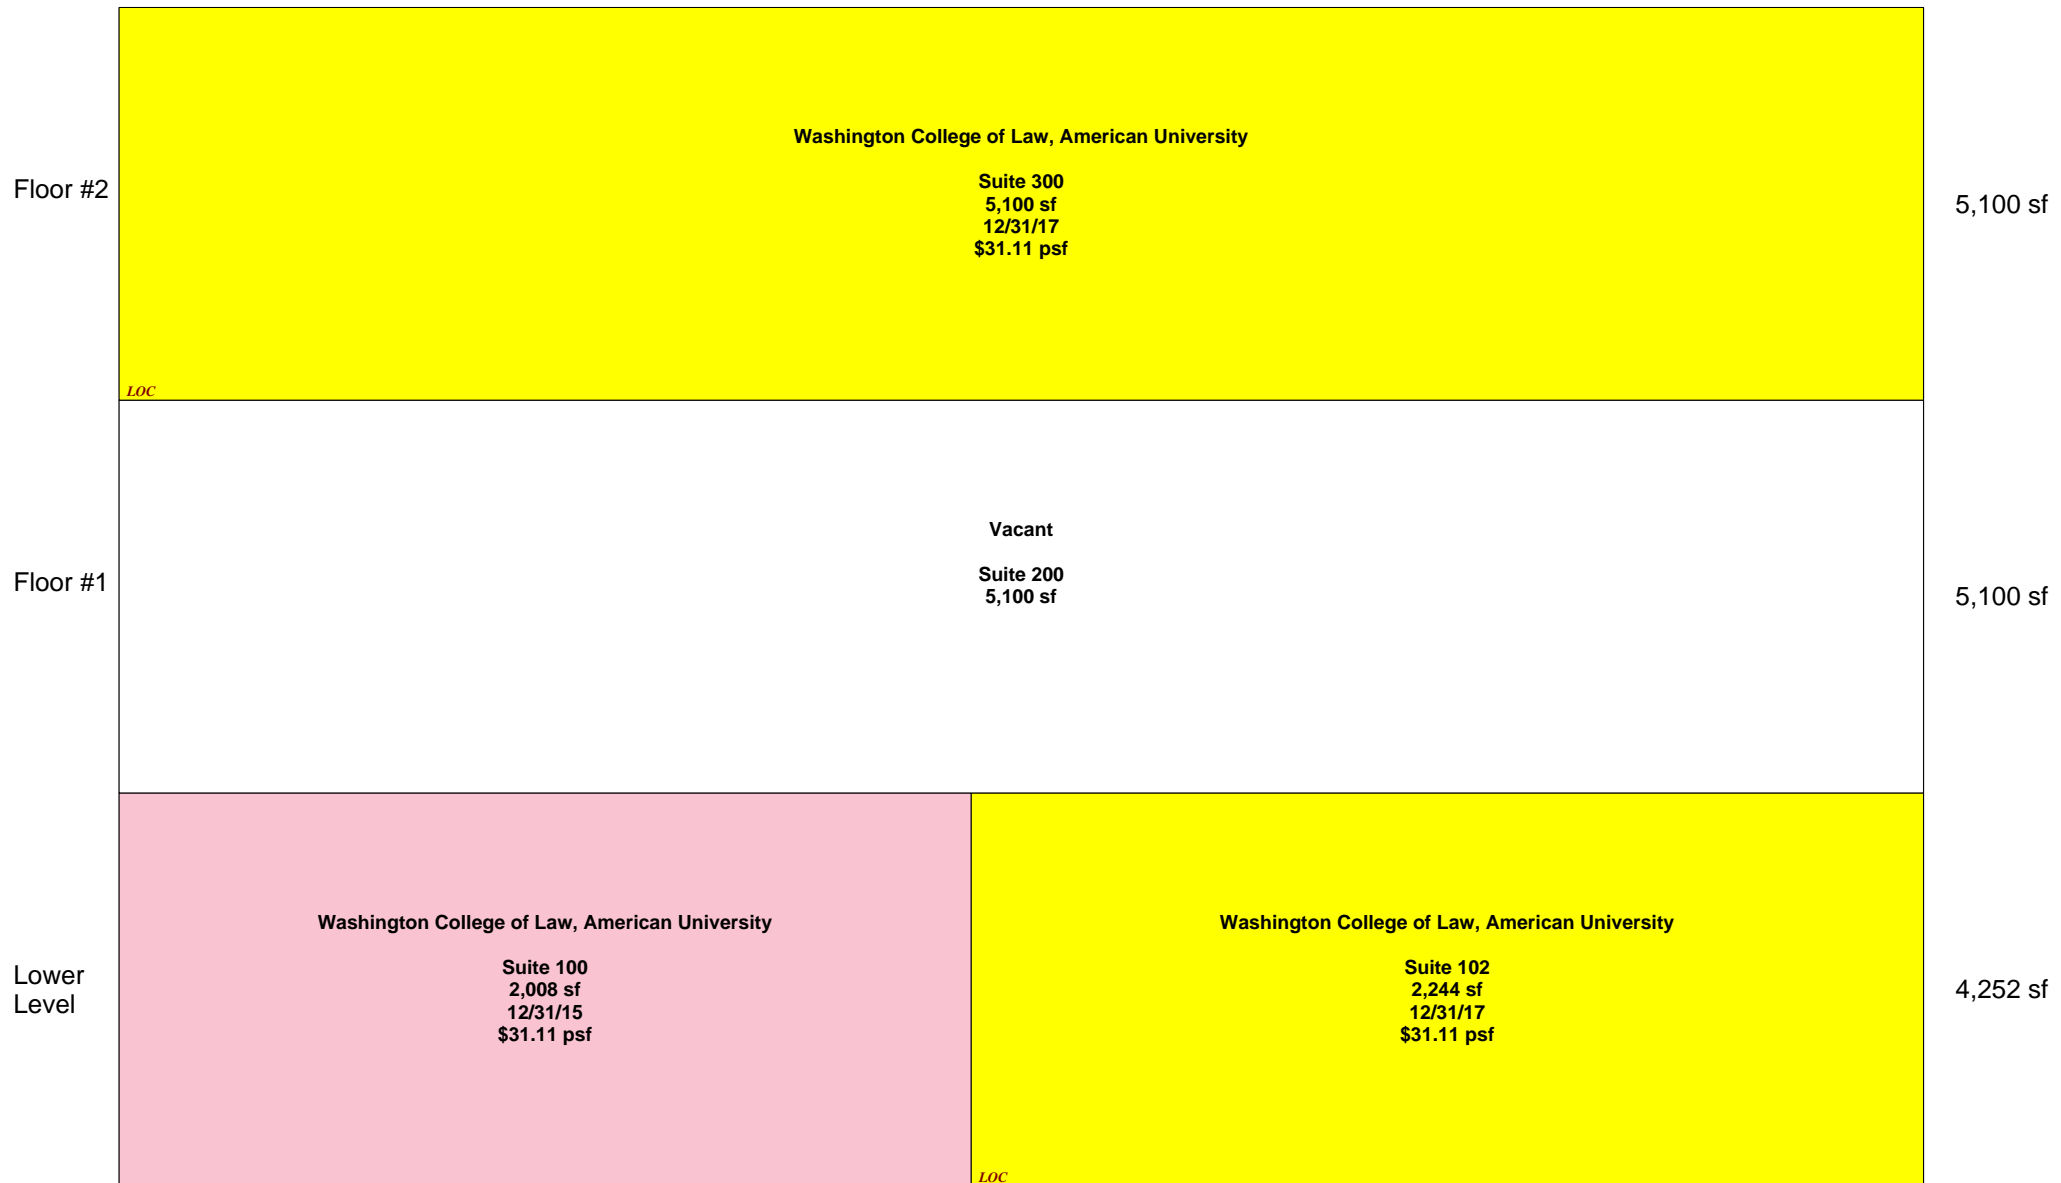 Floor #2
Washington College of Law, American University
Suite 300
5,100 sf
12/31/17
$31.11 psf
5,100 sf
LOC
Floor #1
Vacant
Suite 200
5,100 sf
5,100 sf
Lower
Level
Washington College of Law, American University
Suite 100
2,008 sf
12/31/15
$31.11 psf
Washington College of Law, American University
Suite 102
2,244 sf
12/31/17
$31.11 psf
4,252 sf
LOC